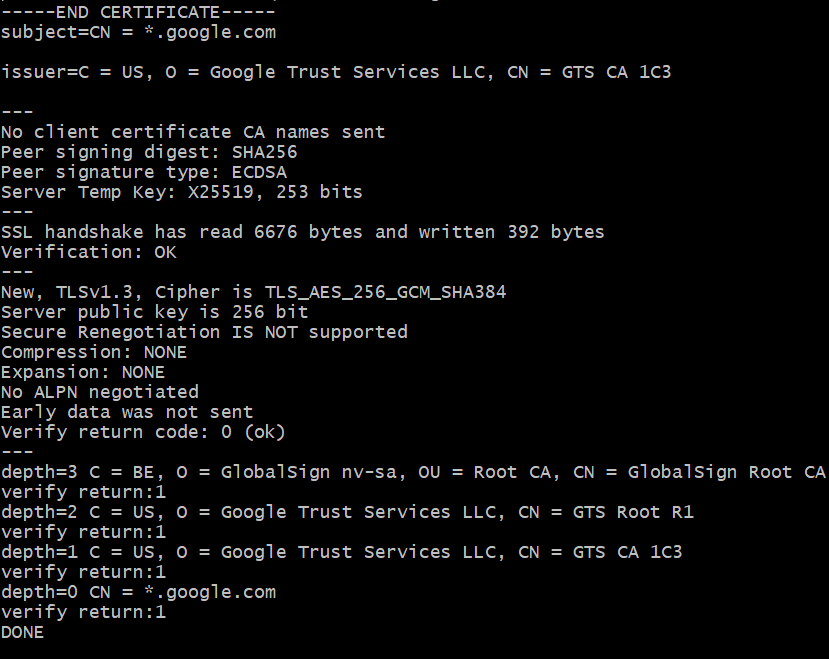 -----END CERTIFICATE-----
subject=CN = *.google.com
issuer=C = US, O = Google Trust Services LLC, CN = GTS CA 1C3
---
No client certificate CA names sent
Peer signing digest: SHA256
Peer signature type: ECDSA
Server Temp Key: X25519, 253 bits
---
SSL handshake has read 6676 bytes and written 392 bytes
Verification: OK
---
New, TLSv1.3, Cipher is TLS_AES_256_GCM_SHA384
Server public key is 256 bit
Secure Renegotiation IS NOT supported
Compression: NONE
Expansion: NONE
No ALPN negotiated
Early data was not sent
Verify return code: 0 (ok)
---
depth=3 C = BE, O = GlobalSign nv-sa, OU = Root CA, CN = GlobalSign Root CA
verify return:1
depth=2 C = US, O = Google Trust Services LLC, CN = GTS Root R1
verify return:1
depth=1 C = US, O = Google Trust Services LLC, CN = GTS CA 1C3
verify return:1
depth=0 CN = *.google.com
verify return:1
DONE